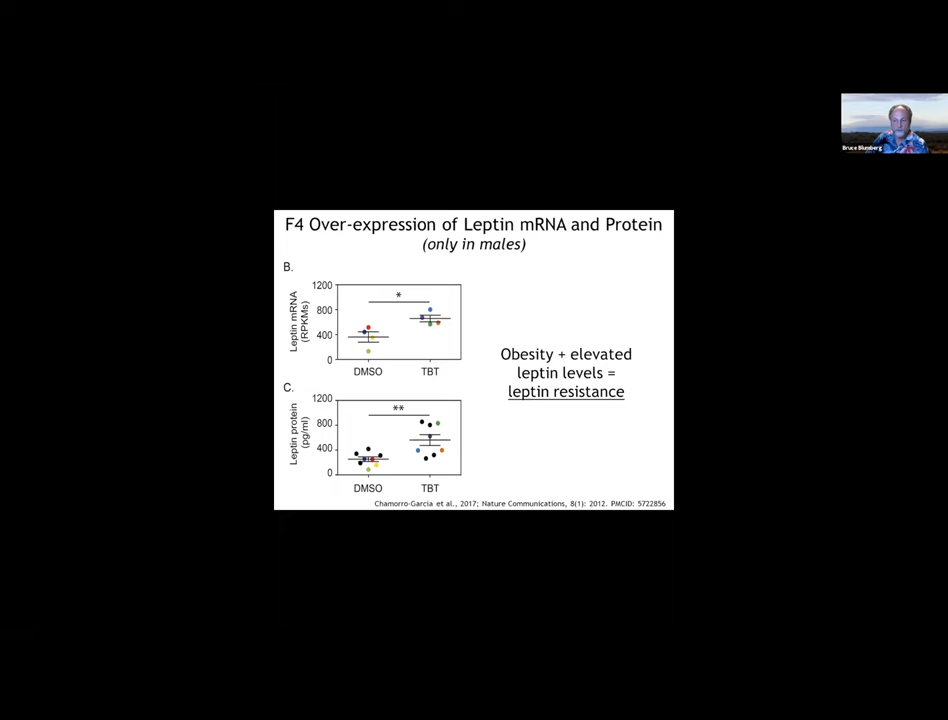 F4 Over-expression of Leptin mRNA and Protein
(only in males)
B.
Leptin mRNA
(RPKMs)
1200
800
400
0
*
DMSO
TBT
C.
Leptin protein
(pg/ml)
1200
800
400
0
**
DMSO
TBT
Obesity + elevated
leptin levels =
leptin resistance
Chamorro-Garcia et al., 2017; Nature Communications, 8(1): 2012. PMCID: 5722856
Bruce Blumberg